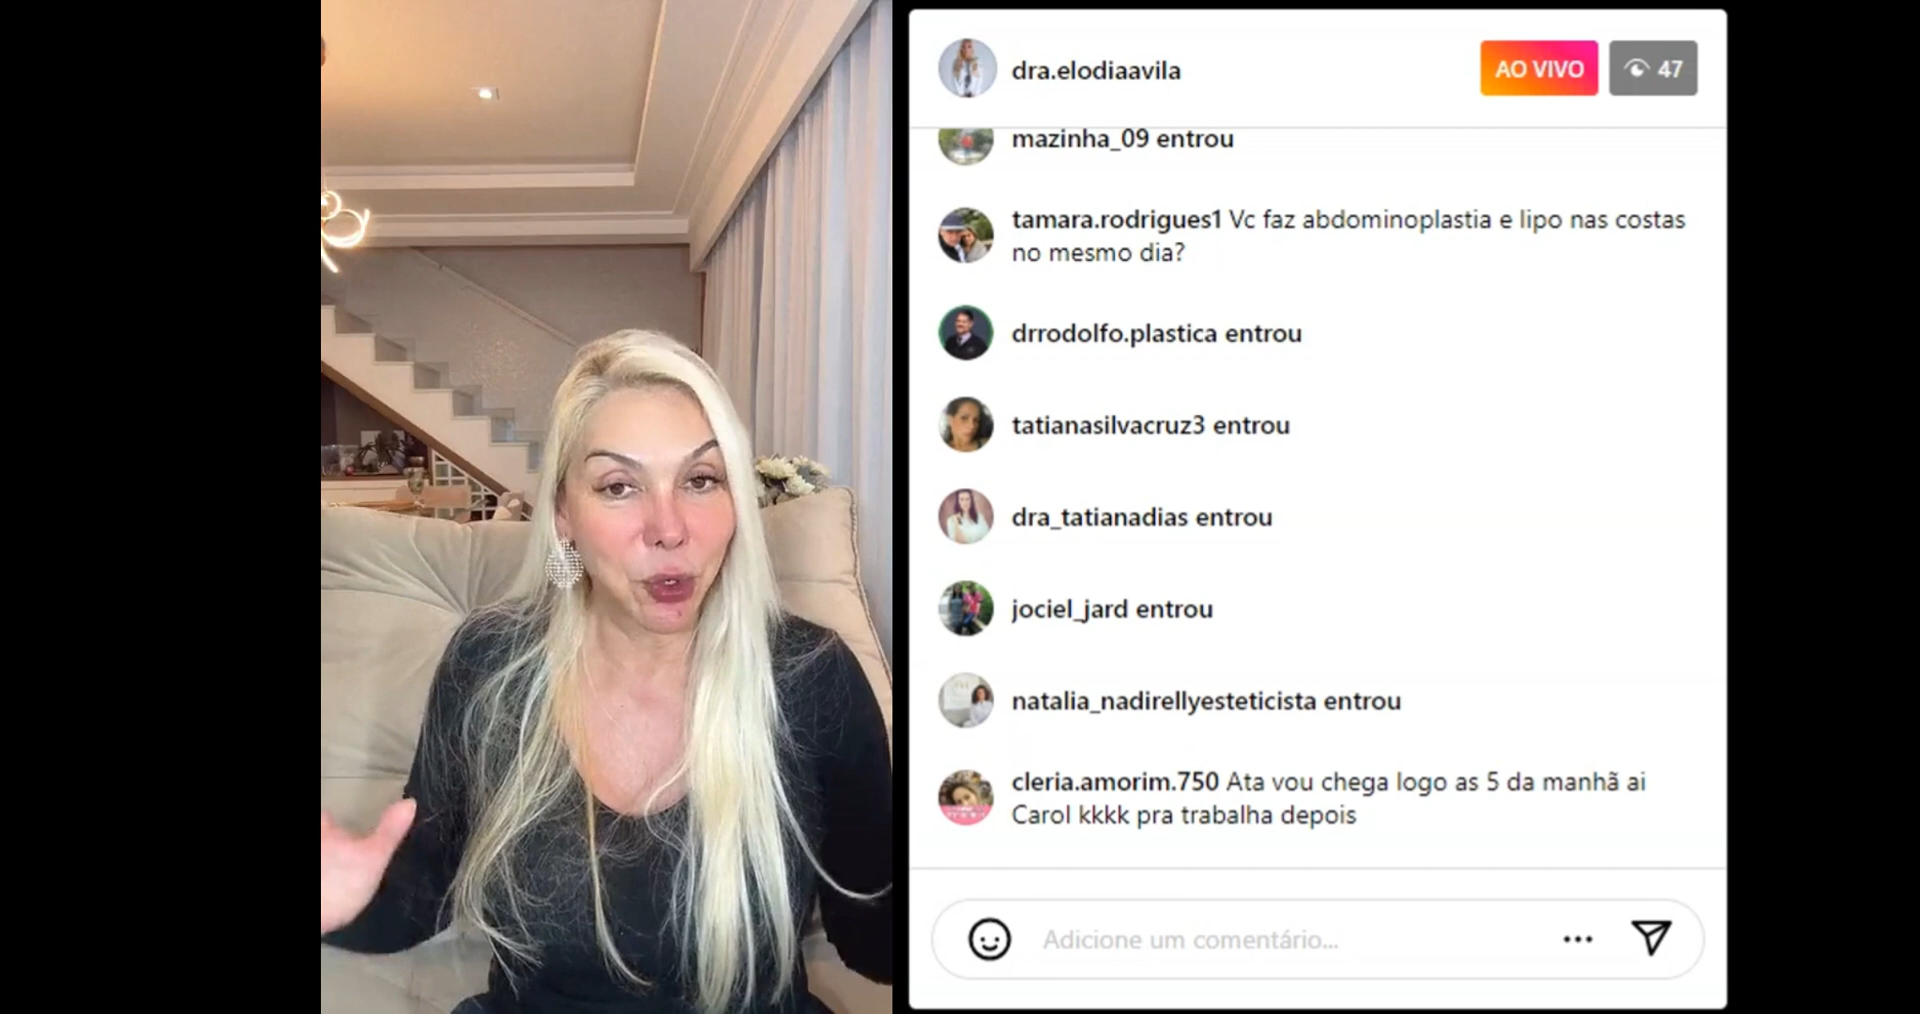 dra.elodiaavila
AO VIVO
47
mazinha_09 entrou
tamara.rodrigues1 Vc faz abdominoplastia e lipo nas costas
no mesmo dia?
drrodolfo.plastica entrou
tatianasilvacruz3 entrou
dra_tatianadias entrou
jociel_jard entrou
natalia_nadirellyesteticista entrou
cleria.amorim.750 Ata vou chega logo as 5 da manhã ai
Carol kkkk pra trabalha depois
Adicione um comentário...